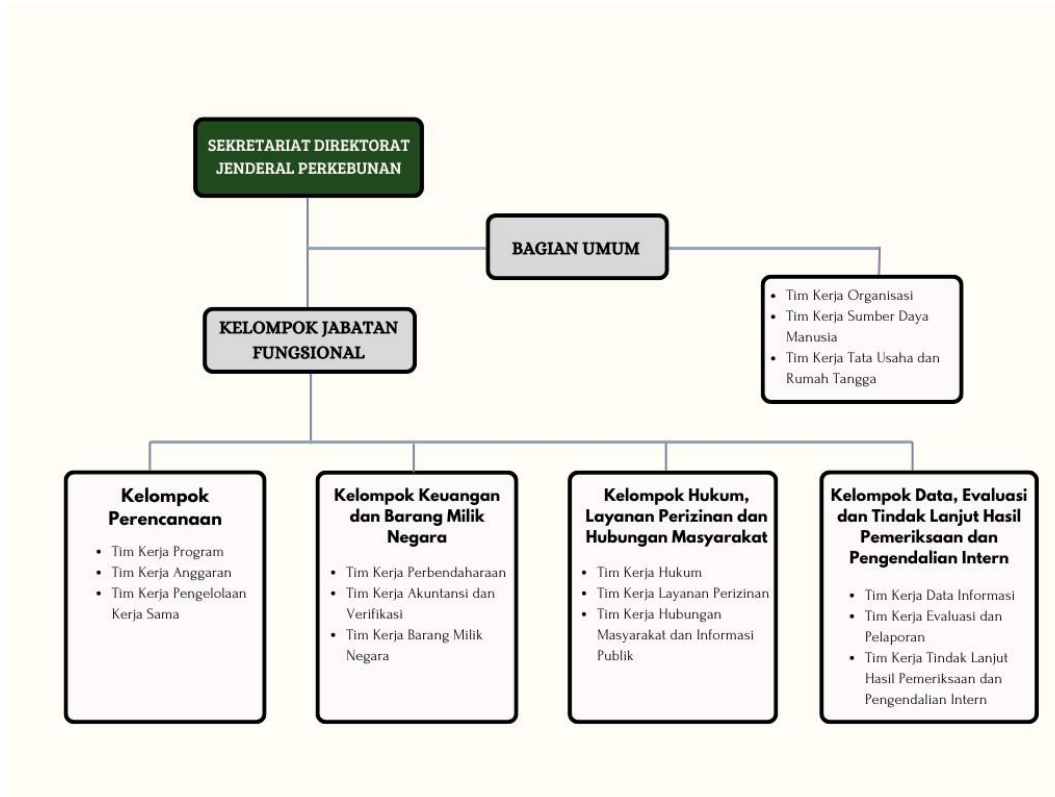 SEKRETARIAT DIREKTORAT
JENDERAL PERKEBUNAN
BAGIAN UMUM
• Tim Kerja Organisasi
• Tim Kerja Sumber Daya
Manusia
• Tim Kerja Tata Usaha dan
Rumah Tangga
KELOMPOK JABATAN
FUNGSIONAL
Kelompok
Perencanaan
• Tim Kerja Program
• Tim Kerja Anggaran
• Tim Kerja Pengelolaan
Kerja Sama
Kelompok Keuangan
dan Barang Milik
Negara
• Tim Kerja Perbendaharaan
• Tim Kerja Akuntansi dan
Verifikasi
• Tim Kerja Barang Milik
Negara
Kelompok Hukum,
Layanan Perizinan dan
Hubungan Masyarakat
• Tim Kerja Hukum
• Tim Kerja Layanan Perizinan
• Tim Kerja Hubungan
Masyarakat dan Informasi
Publik
Kelompok Data, Evaluasi
dan Tindak Lanjut Hasil
Pemeriksaan dan
Pengendalian Intern
• Tim Kerja Data Informasi
• Tim Kerja Evaluasi dan
Pelaporan
• Tim Kerja Tindak Lanjut
Hasil Pemeriksaan dan
Pengendalian Intern